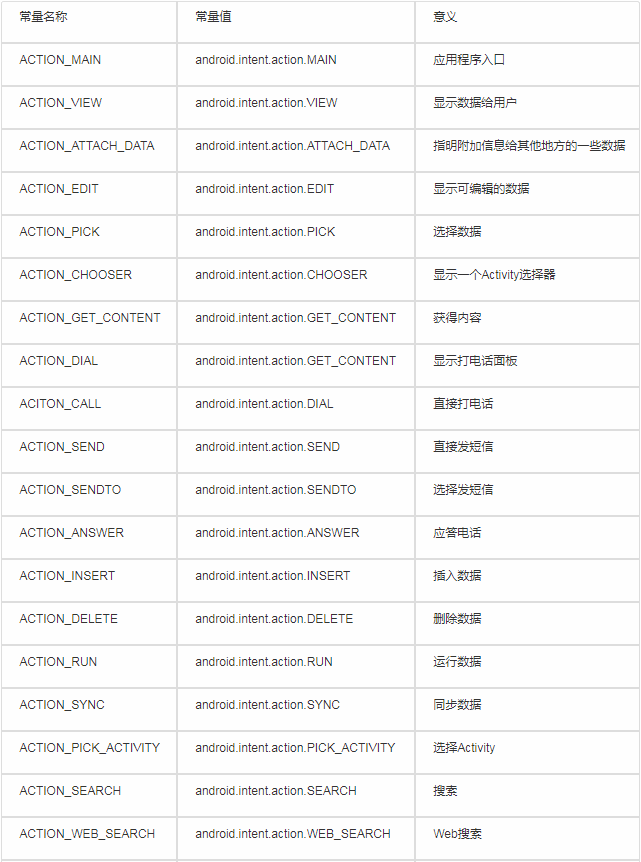 常量名称 常量值 意义
ACTION_MAIN android.intent.action.MAIN 应用程序入口
ACTION_VIEW android.intent.action.VIEW 显示数据给用户
ACTION_ATTACH_DATA android.intent.action.ATTACH_DATA 指明附加信息给其他地方的一些数据
ACTION_EDIT android.intent.action.EDIT 显示可编辑的数据
ACTION_PICK android.intent.action.PICK 选择数据
ACTION_CHOOSER android.intent.action.CHOOSER 显示一个Activity选择器
ACTION_GET_CONTENT android.intent.action.GET_CONTENT 获得内容
ACTION_DIAL android.intent.action.GET_CONTENT 显示打电话面板
ACITON_CALL android.intent.action.DIAL 直接打电话
ACTION_SEND android.intent.action.SEND 直接发短信
ACTION_SENDTO android.intent.action.SENDTO 选择发短信
ACTION_ANSWER android.intent.action.ANSWER 应答电话
ACTION_INSERT android.intent.action.INSERT 插入数据
ACTION_DELETE android.intent.action.DELETE 删除数据
ACTION_RUN android.intent.action.RUN 运行数据
ACTION_SYNC android.intent.action.SYNC 同步数据
ACTION_PICK_ACTIVITY android.intent.action.PICK_ACTIVITY 选择Activity
ACTION_SEARCH android.intent.action.SEARCH 搜索
ACTION_WEB_SEARCH android.intent.action.WEB_SEARCH Web搜索